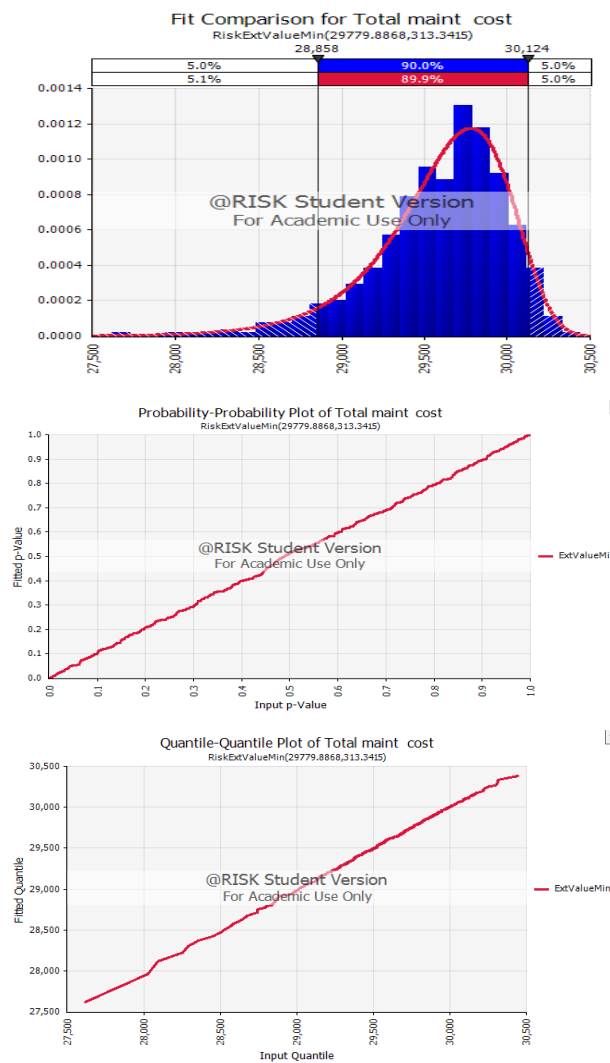 Fit Comparison for Total maint cost
RiskExtValueMin(29779.8868,313.3415)
28,858 30,124
5.0% 90.0% 5.0%
5.1% 89.9% 5.0%
0.0014
0.0012
0.0010
0.0008
0.0006
0.0004
0.0002
0.0000
@RISK Student Version
For Academic Use Only
27,500 28,000 28,500 29,000 29,500 30,000 30,500
Probability-Probability Plot of Total maint cost
RiskExtValueMin(29779.8868,313.3415)
1.0
0.9
0.8
0.7
0.6
0.5
0.4
0.3
0.2
0.1
0.0
Fitted p-Value
@RISK Student Version
For Academic Use Only
ExtValueMin
0.0 0.1 0.2 0.3 0.4 0.5 0.6 0.7 0.8 0.9 1.0
Input p-Value
Quantile-Quantile Plot of Total maint cost
RiskExtValueMin(29779.8868,313.3415)
30,500
30,000
29,500
29,000
28,500
28,000
27,500
Fitted Quantile
@RISK Student Version
For Academic Use Only
ExtValueMin
27,500 28,000 28,500 29,000 29,500 30,000 30,500
Input Quantile